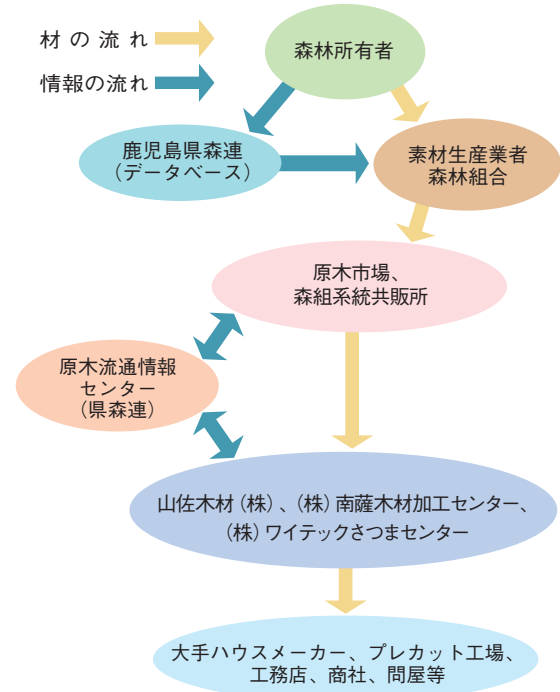 材の流れ
情報の流れ
森林所有者
鹿児島県森連
（データベース）
素材生産業者
森林組合
原木市場、
森組系統共販所
原木流通情報
センター
（県森連）
山佐木材（株）、（株）南薩木材加工センター、
（株）ワイテックさつまセンター
大手ハウスメーカー、プレカット工場、
工務店、商社、問屋等